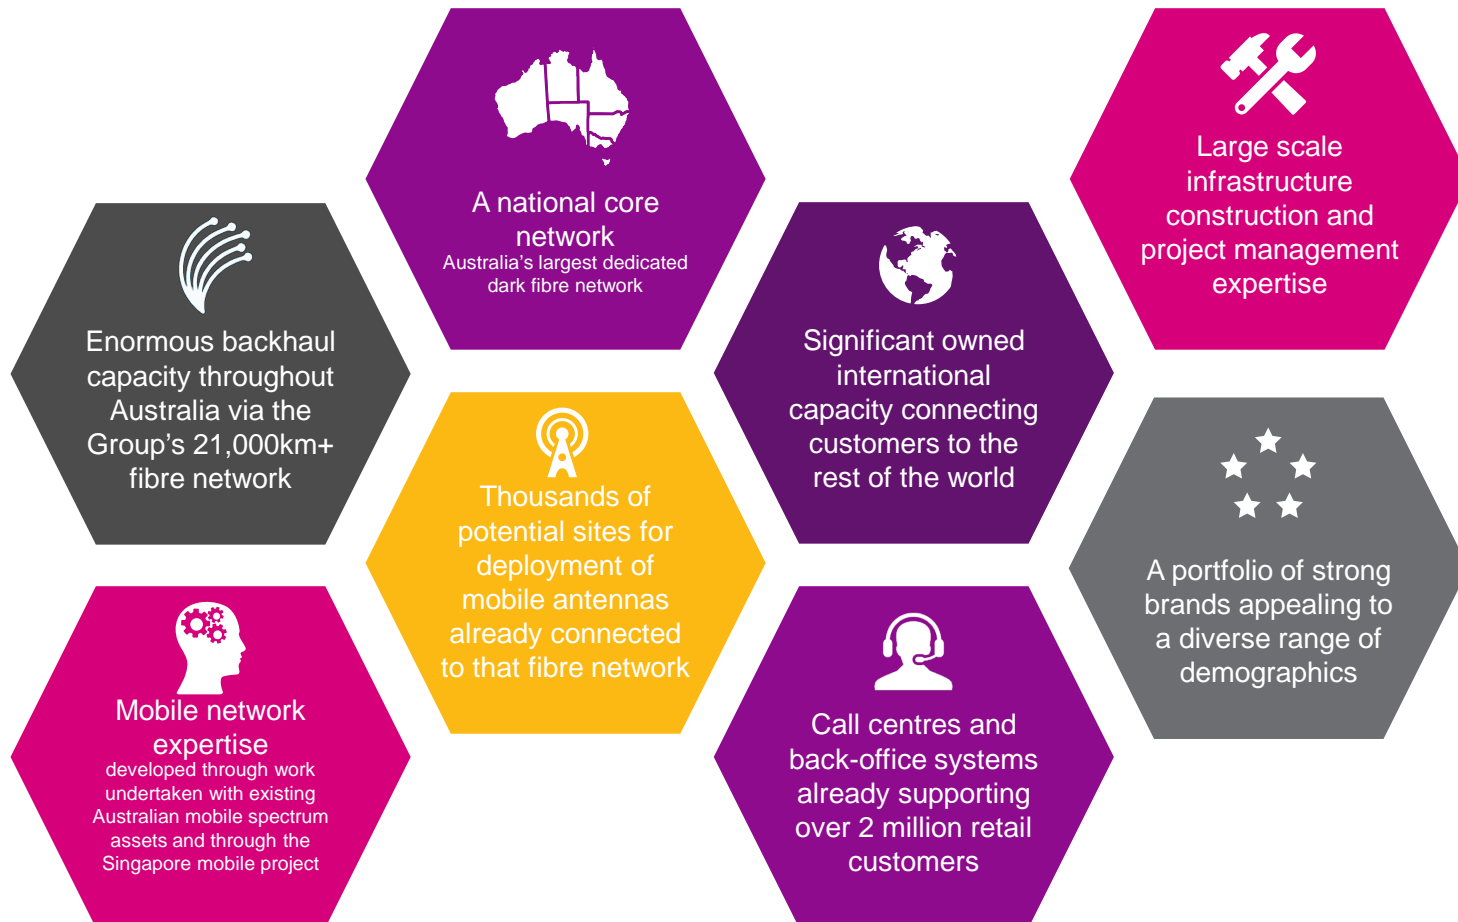 A national core
network
Australia's largest dedicated
dark fibre network
Large scale
infrastructure
construction and
project management
expertise
Enormous backhaul
capacity throughout
Australia via the
Group's 21,000km+
fibre network
Significant owned
international
capacity connecting
customers to the
rest of the world
Thousands of
potential sites for
deployment of
mobile antennas
already connected
to that fibre network
A portfolio of strong
brands appealing to
a diverse range of
demographics
Mobile network
expertise
developed through work
undertaken with existing
Australian mobile spectrum
assets and through the
Singapore mobile project
Call centres and
back-office systems
already supporting
over 2 million retail
customers